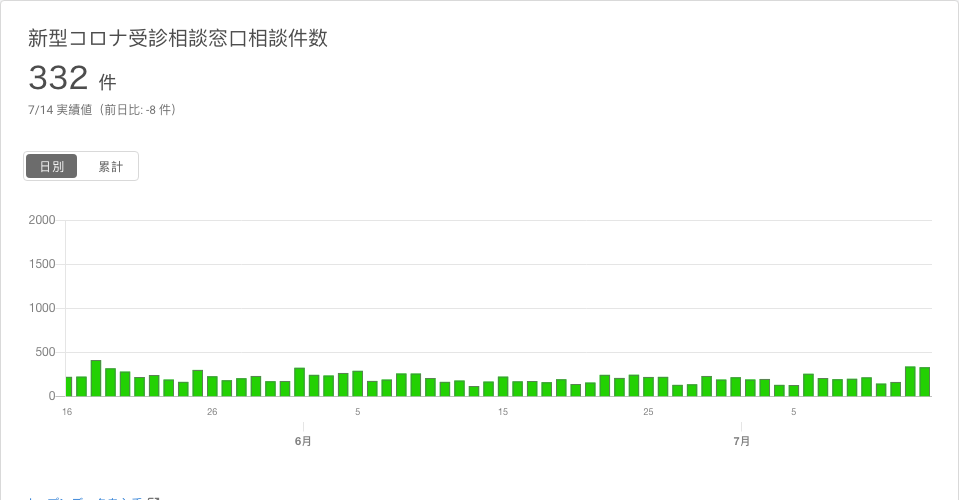 新型コロナ受診相談窓口相談件数
332 件
7/14 実績値（前日比: -8 件）
日別 累計
2000
1500
1000
500
0
16 26 5 15 25 5
6月 7月